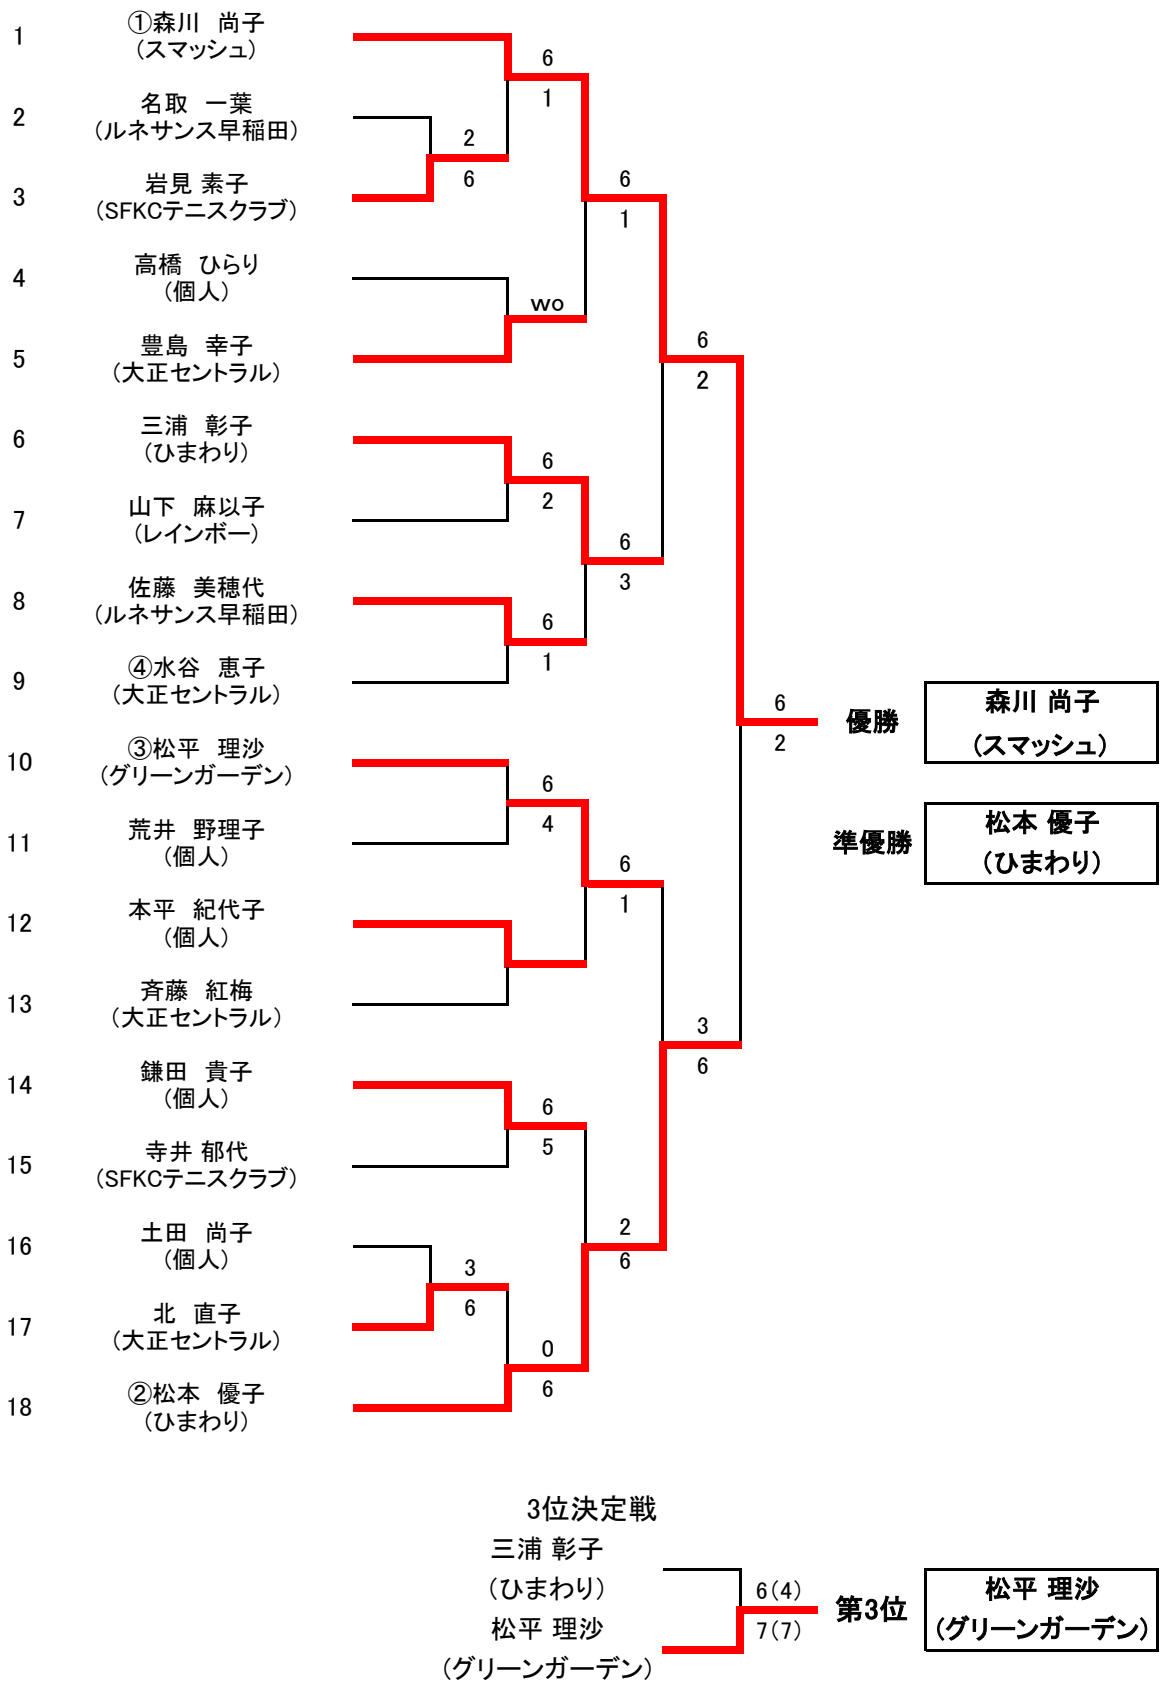 1
①森川　尚子
(スマッシュ)
2
名取　一葉
(ルネサンス早稲田)
3
岩見 素子
(SFKCテニスクラブ)
4
高橋　ひらり
(個人)
5
豊島　幸子
(大正セントラル)
6
三浦　彰子
(ひまわり)
7
山下　麻以子
(レインボー)
8
佐藤　美穂代
(ルネサンス早稲田)
9
④水谷　恵子
(大正セントラル)
10
③松平　理沙
(グリーンガーデン)
11
荒井　野理子
(個人)
12
本平　紀代子
(個人)
13
斉藤　紅梅
(大正セントラル)
14
鎌田　貴子
(個人)
15
寺井 郁代
(SFKCテニスクラブ)
16
土田　尚子
(個人)
17
北　直子
(大正セントラル)
18
②松本　優子
(ひまわり)
2
6
3
6
6
1
wo
6
2
6
1
6
4
6
5
0
6
6
1
6
3
6
1
2
6
6
2
3
6
6
2
優勝
森川 尚子
(スマッシュ)
準優勝
松本 優子
(ひまわり)
3位決定戦
三浦 彰子
(ひまわり)
松平 理沙
(グリーンガーデン)
6(4)
7(7)
第3位
松平 理沙
(グリーンガーデン)